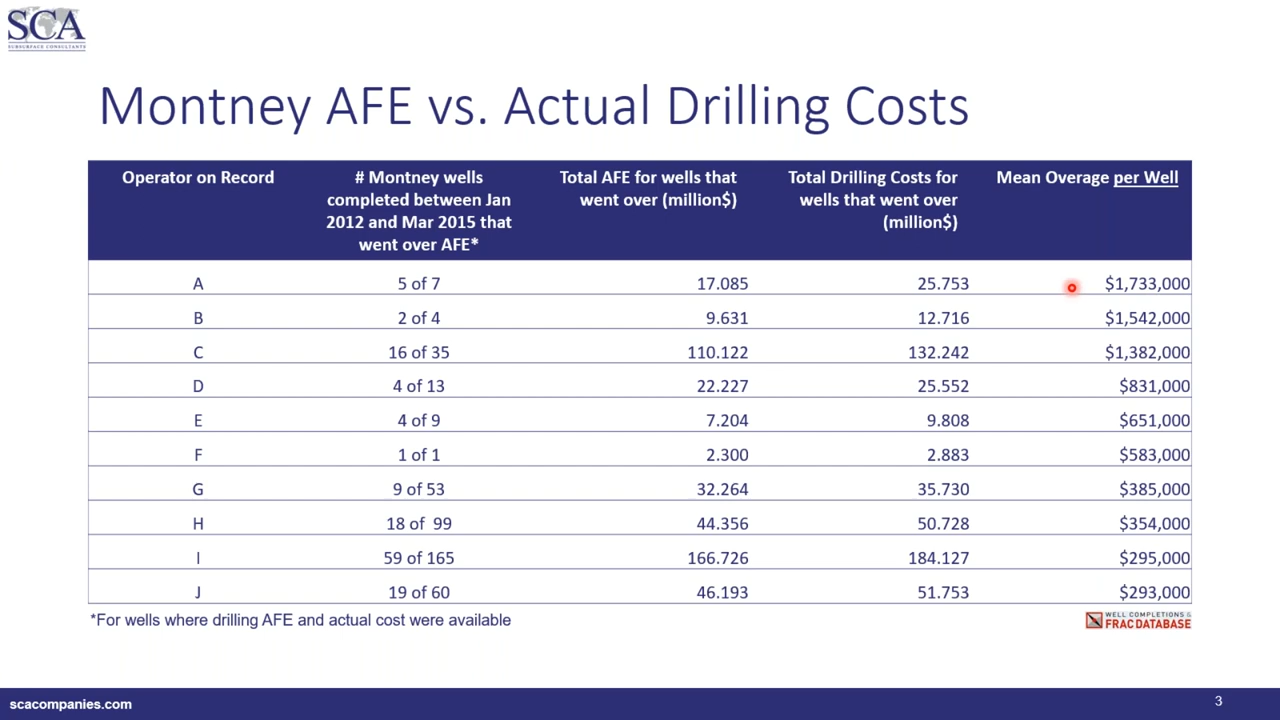 SCA
SUBSURFACE CONSULTANTS
Montney AFE vs. Actual Drilling Costs
Operator on Record
# Montney wells
completed between Jan
2012 and Mar 2015 that
went over AFE*
Total AFE for wells that
went over (million$)
Total Drilling Costs for
wells that went over
(million$)
Mean Overage per Well
A 5 of 7 17.085 25.753 $1,733,000
B 2 of 4 9.631 12.716 $1,542,000
C 16 of 35 110.122 132.242 $1,382,000
D 4 of 13 22.227 25.552 $831,000
E 4 of 9 7.204 9.808 $651,000
F 1 of 1 2.300 2.883 $583,000
G 9 of 53 32.264 35.730 $385,000
H 18 of 99 44.356 50.728 $354,000
I 59 of 165 166.726 184.127 $295,000
J 19 of 60 46.193 51.753 $293,000
*For wells where drilling AFE and actual cost were available
WELL COMPLETIONS &
FRAC DATABASE
scacompanies.com
3